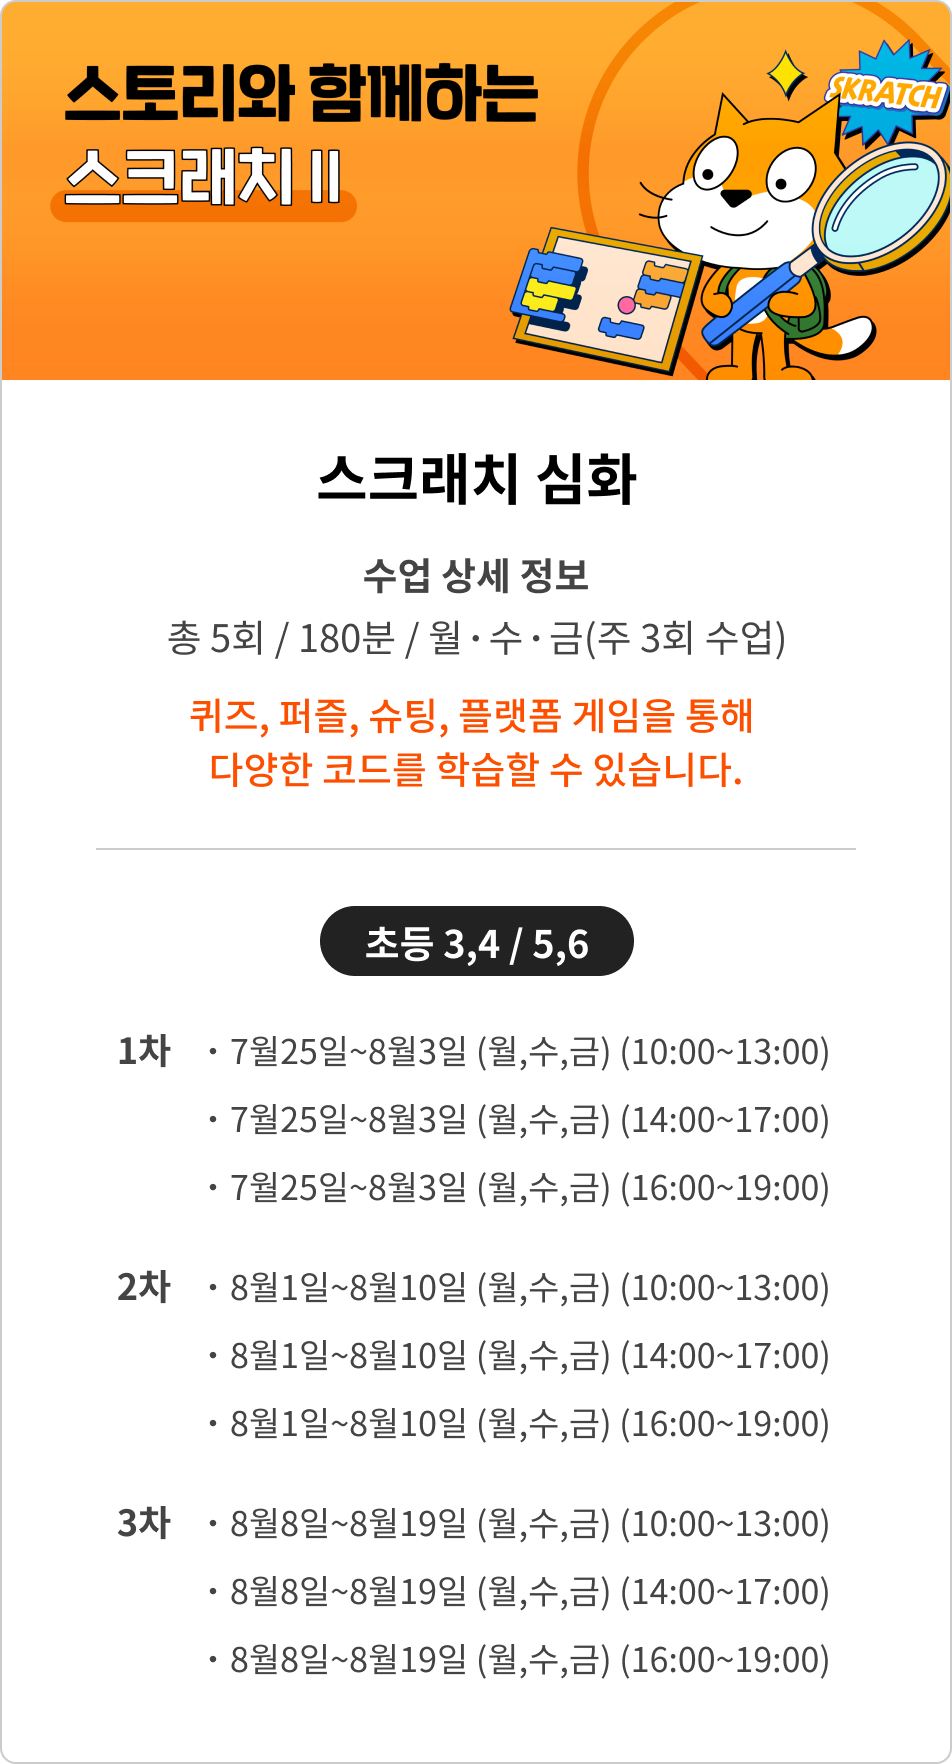 스토리와 함께하는
스크래치 II
SKRATCH
스크래치 심화
수업 상세 정보
총 5회 / 180분 / 월·수·금(주 3회 수업)
퀴즈, 퍼즐, 슈팅, 플랫폼 게임을 통해
다양한 코드를 학습할 수 있습니다.
초등 3,4 / 5,6
1차 · 7월25일~8월3일 (월,수,금) (10:00~13:00)
· 7월25일~8월3일 (월,수,금) (14:00~17:00)
· 7월25일~8월3일 (월,수,금) (16:00~19:00)
2차 · 8월1일~8월10일 (월,수,금) (10:00~13:00)
· 8월1일~8월10일 (월,수,금) (14:00~17:00)
· 8월1일~8월10일 (월,수,금) (16:00~19:00)
3차 · 8월8일~8월19일 (월,수,금) (10:00~13:00)
· 8월8일~8월19일 (월,수,금) (14:00~17:00)
· 8월8일~8월19일 (월,수,금) (16:00~19:00)